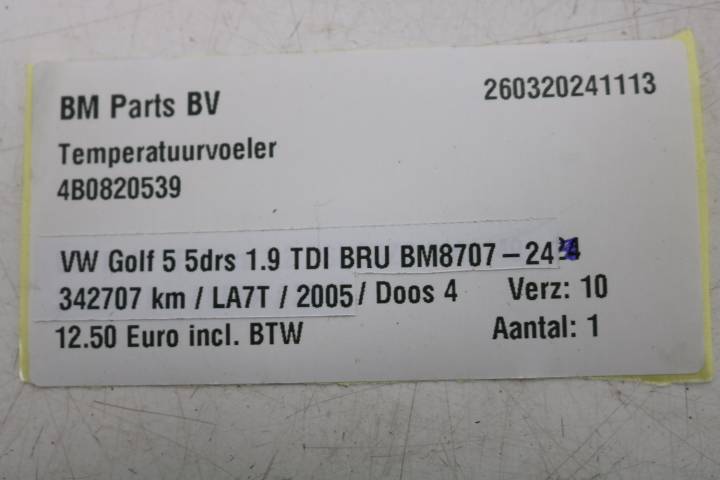 BM Parts BV
260320241113
Temperatuurvoeler
4B0820539
VW Golf 5 5drs 1.9 TDI BRU BM8707-24
342707 km / LA7T / 2005 / Doos 4 Verz: 10
12.50 Euro incl. BTW Aantal: 1